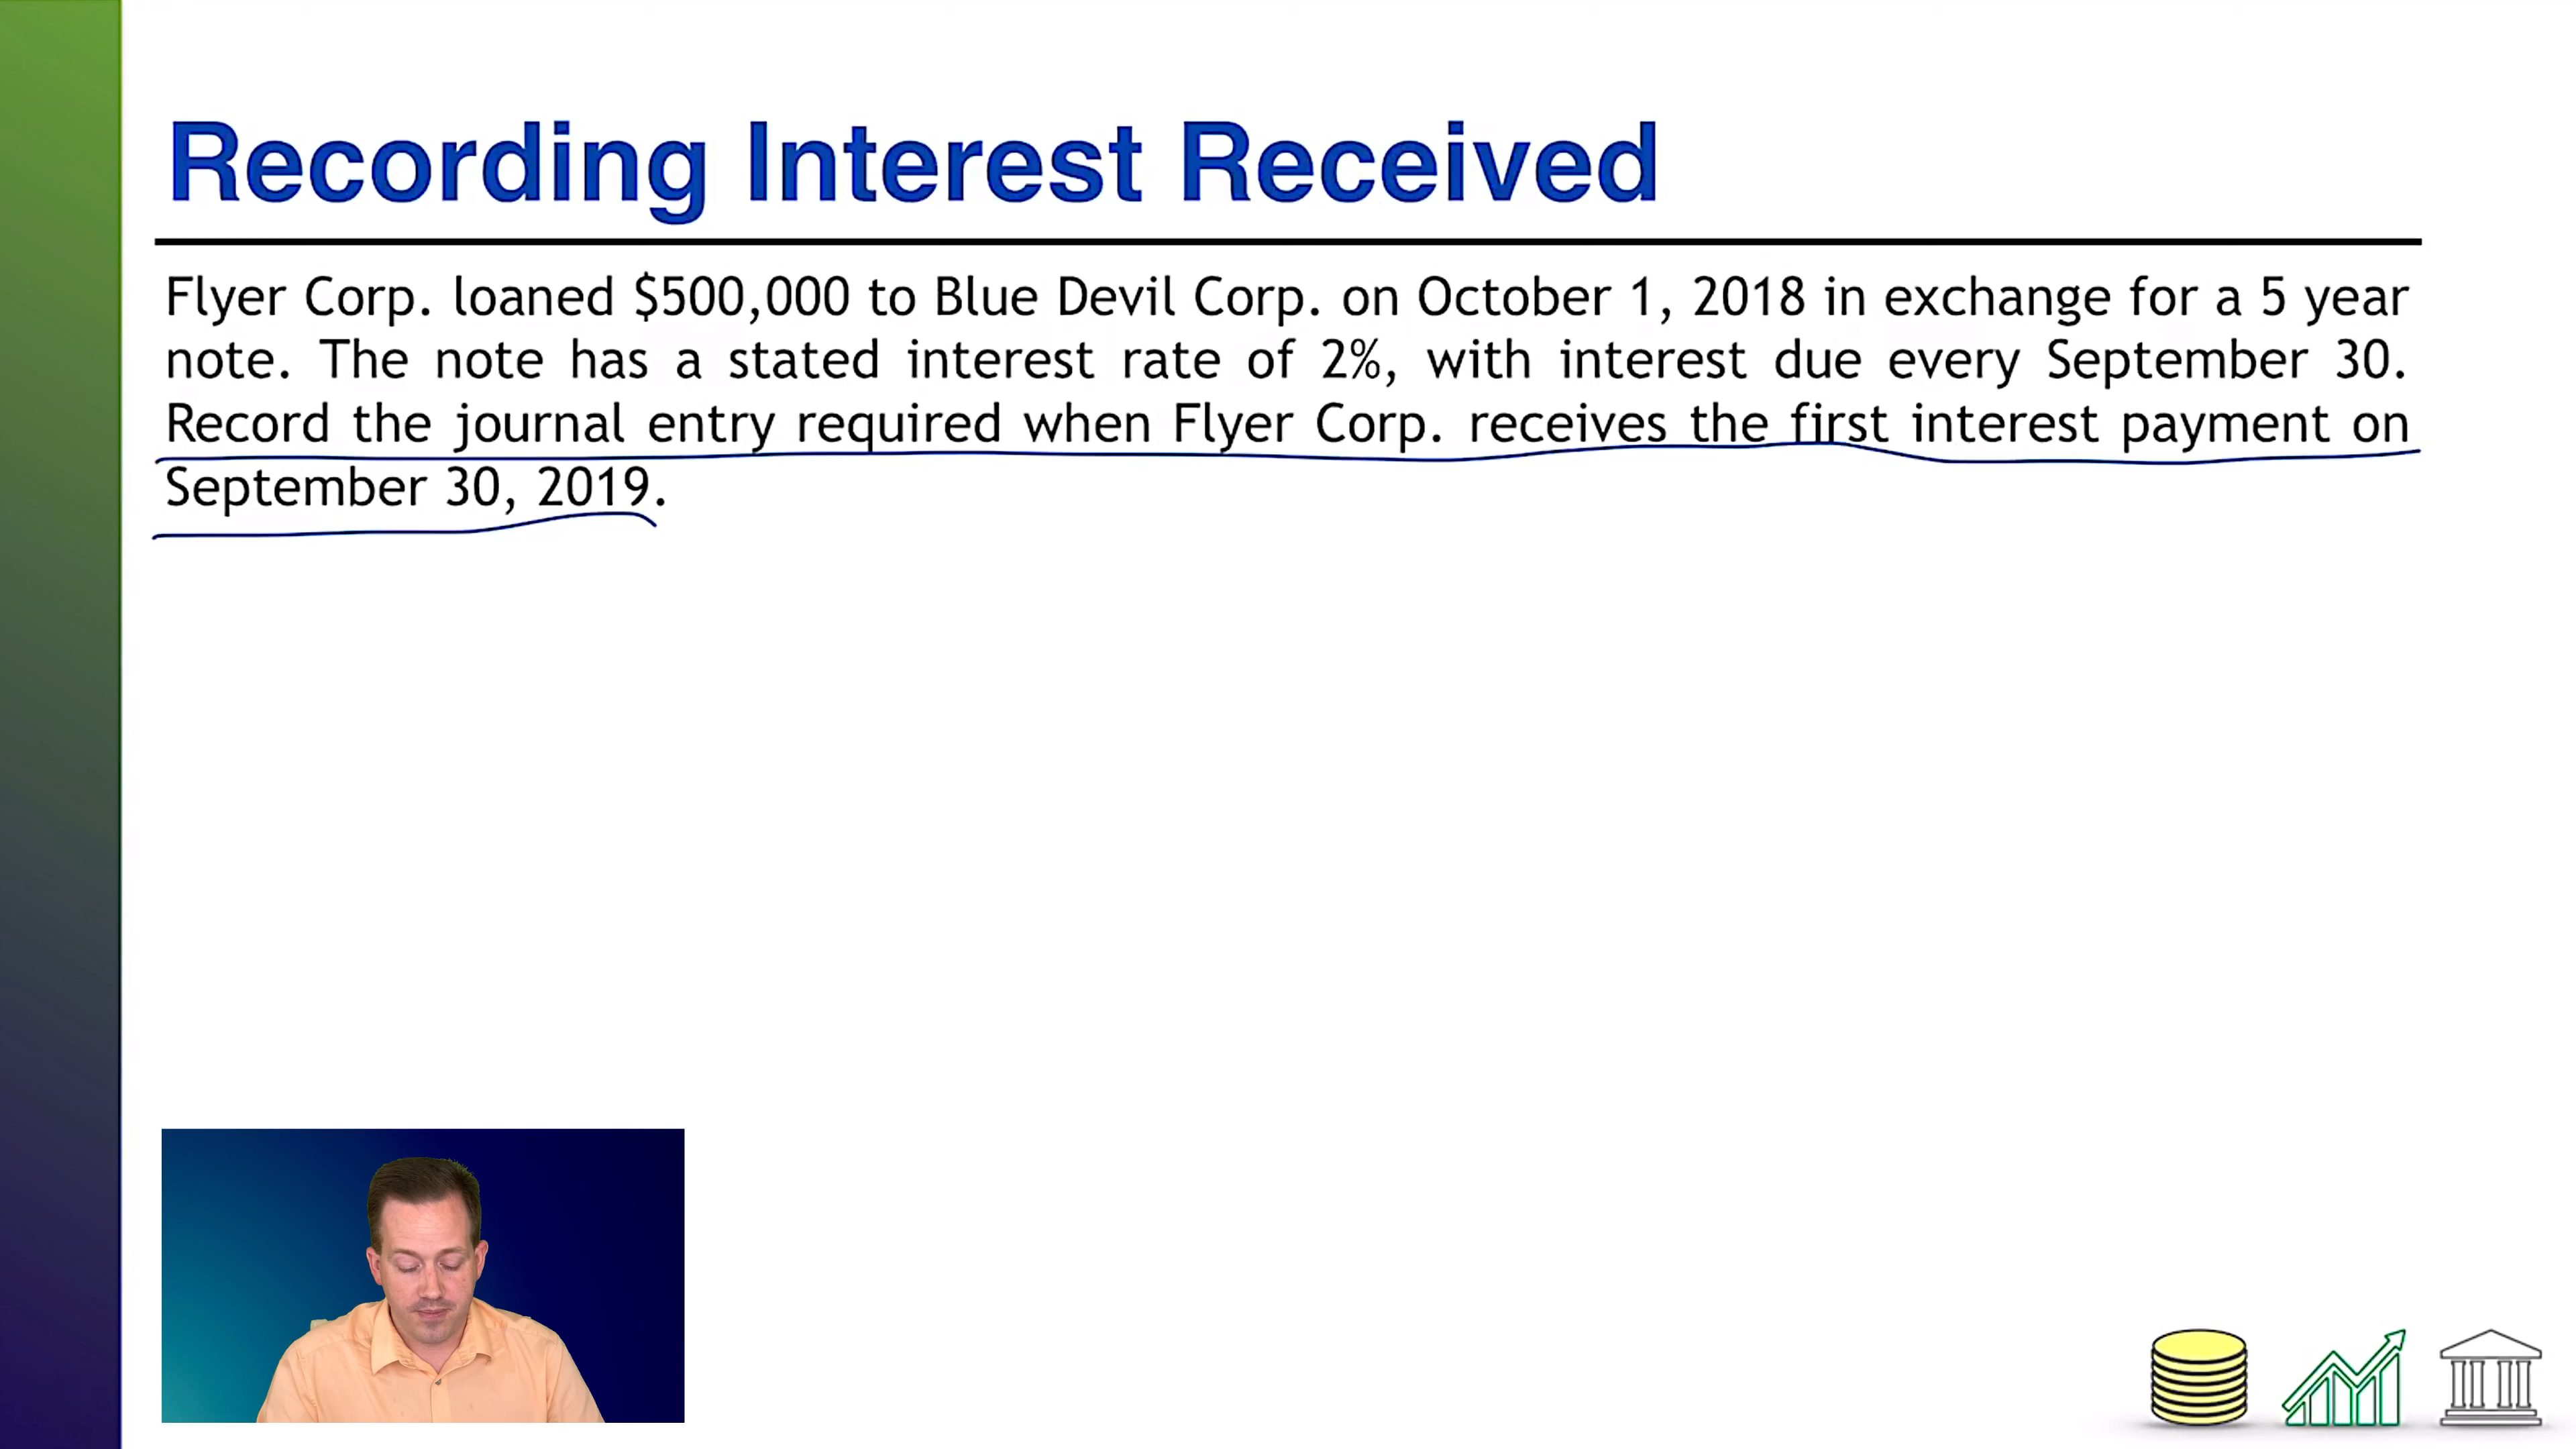 Recording Interest Received
Flyer Corp. loaned $500,000 to Blue Devil Corp. on October 1, 2018 in exchange for a 5 year
note. The note has a stated interest rate of 2%, with interest due every September 30.
Record the journal entry required when Flyer Corp. receives the first interest payment on
September 30, 2019.